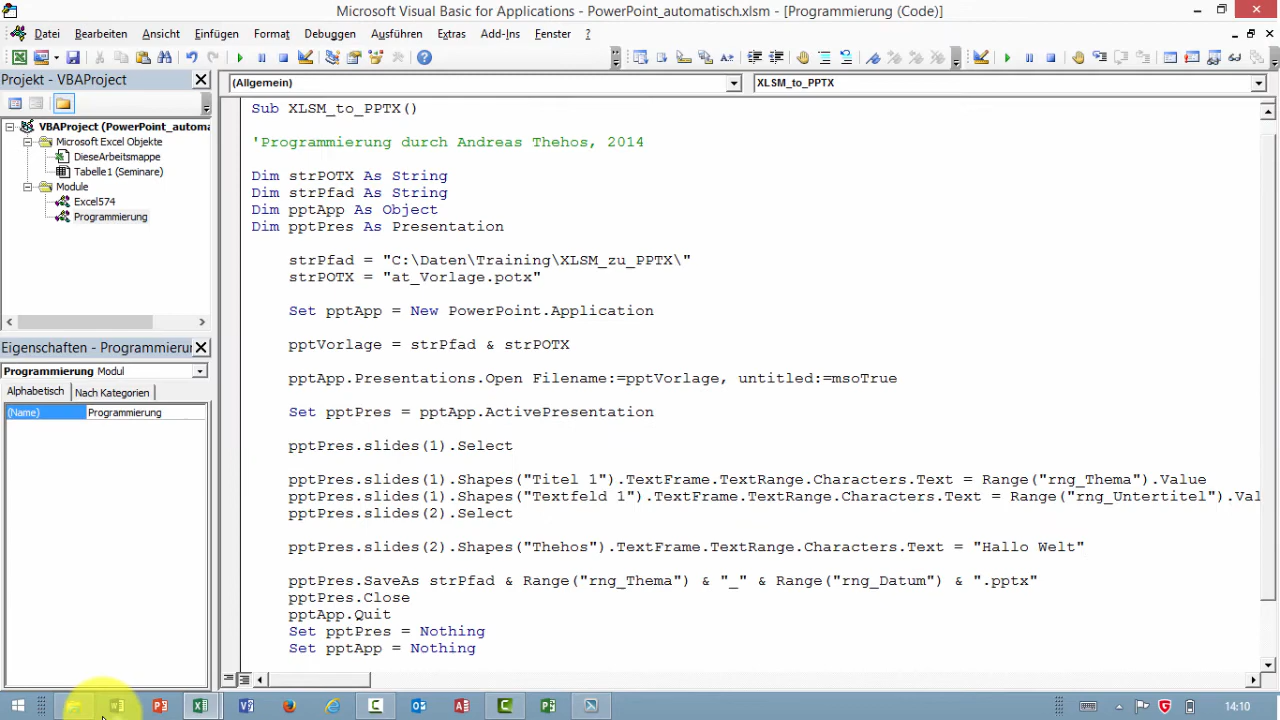 Microsoft Visual Basic for Applications - PowerPoint_automatisch.xlsm - [Programmierung (Code)]
Datei Bearbeiten Ansicht Einfügen Format Debuggen Ausführen Extras Add-Ins Fenster ?
Projekt - VBAProject
(Allgemein)
XLSM_to_PPTX
VBAProject (PowerPoint_automa
Microsoft Excel Objekte
DieseArbeitsmappe
Tabelle1 (Seminare)
Module
Excel574
Programmierung
Eigenschaften - Programmierun
Programmierung Modul
Alphabetisch Nach Kategorien
(Name) Programmierung
Sub XLSM_to_PPTX()
'Programmierung durch Andreas Thehos, 2014
Dim strPOTX As String
Dim strPfad As String
Dim pptApp As Object
Dim pptPres As Presentation
strPfad = "C:\Daten\Training\XLSM_zu_PPTX\"
strPOTX = "at_Vorlage.potx"
Set pptApp = New PowerPoint.Application
pptVorlage = strPfad & strPOTX
pptApp.Presentations.Open Filename:=pptVorlage, untitled:=msoTrue
Set pptPres = pptApp.ActivePresentation
pptPres.slides(1).Select
pptPres.slides(1).Shapes("Titel 1").TextFrame.TextRange.Characters.Text = Range("rng_Thema").Value
pptPres.slides(1).Shapes("Textfeld 1").TextFrame.TextRange.Characters.Text = Range("rng_Untertitel").Val
pptPres.slides(2).Select
pptPres.slides(2).Shapes("Thehos").TextFrame.TextRange.Characters.Text = "Hallo Welt"
pptPres.SaveAs strPfad & Range("rng_Thema") & "_" & Range("rng_Datum") & ".pptx"
pptPres.Close
pptApp.Quit
Set pptPres = Nothing
Set pptApp = Nothing
14:10